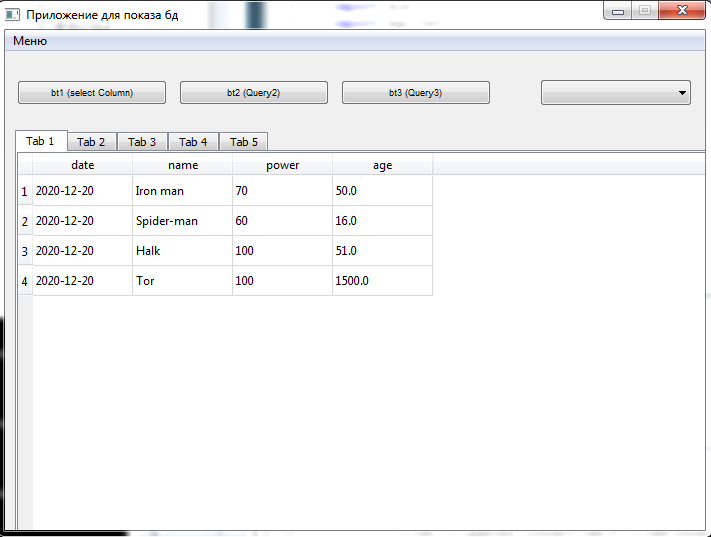 Приложение для показа бд
Меню
bt1 (select Column) bt2 (Query2) bt3 (Query3)
Tab 1 Tab 2 Tab 3 Tab 4 Tab 5
date name power age
1 2020-12-20 Iron man 70 50.0
2 2020-12-20 Spider-man 60 16.0
3 2020-12-20 Halk 100 51.0
4 2020-12-20 Tor 100 1500.0